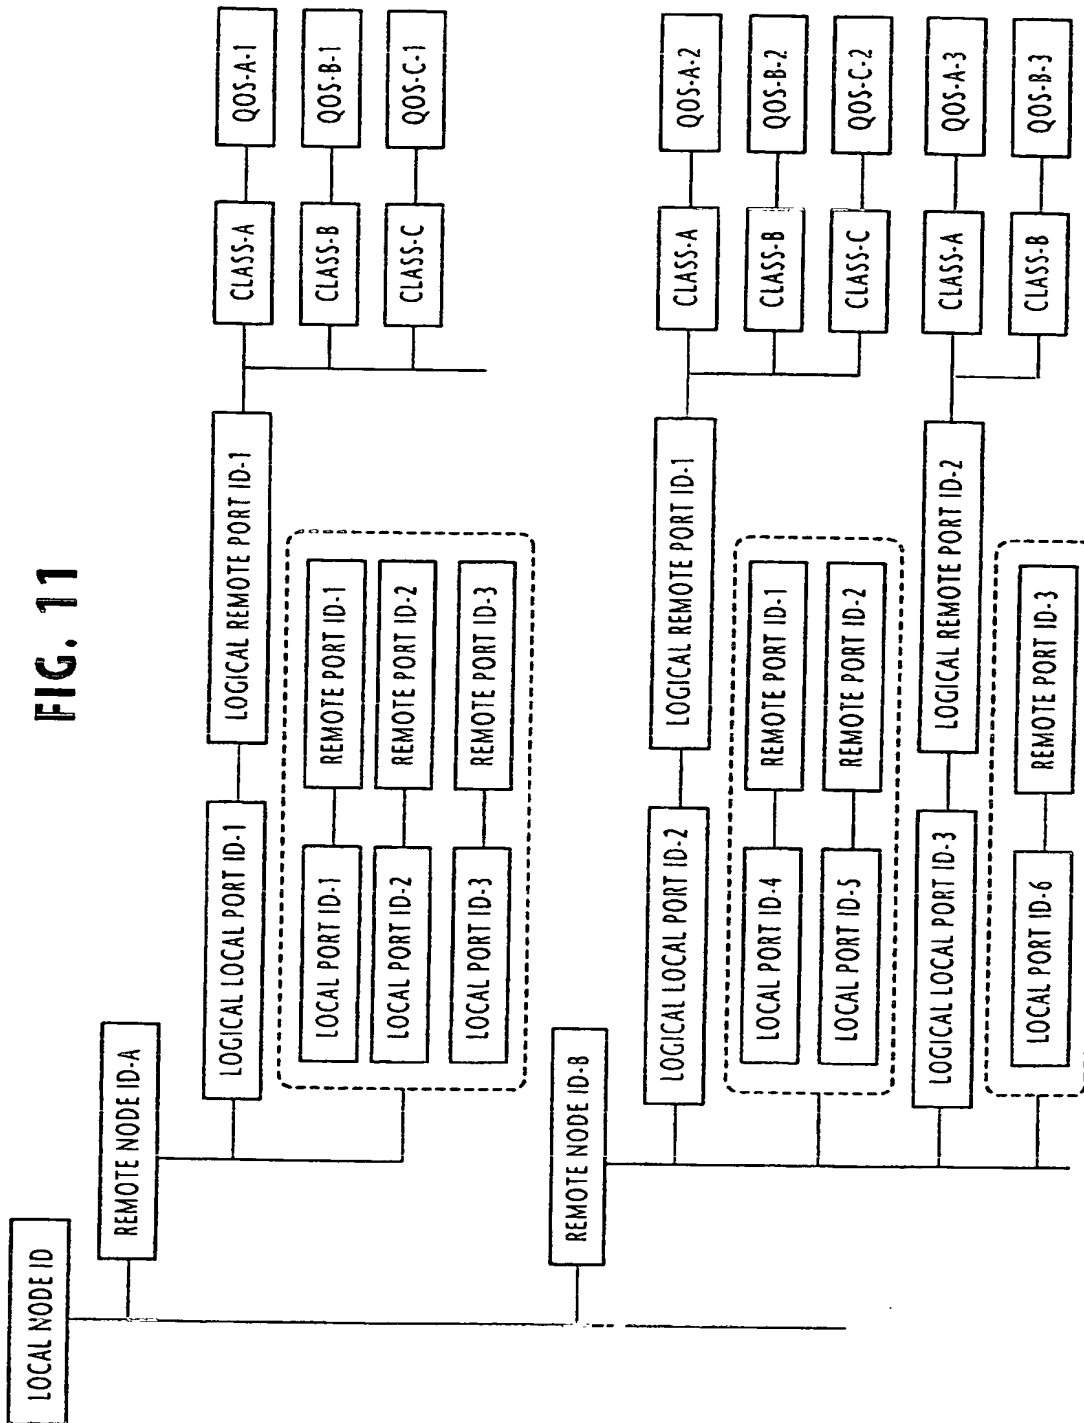 FIG. 11
LOCAL NODE ID
REMOTE NODE ID-A
LOGICAL LOCAL PORT ID-1
LOGICAL REMOTE PORT ID-1
CLASS-A
QOS-A-1
CLASS-B
QOS-B-1
CLASS-C
QOS-C-1
LOCAL PORT ID-1
REMOTE PORT ID-1
LOCAL PORT ID-2
REMOTE PORT ID-2
LOCAL PORT ID-3
REMOTE PORT ID-3
REMOTE NODE ID-B
LOGICAL LOCAL PORT ID-2
LOGICAL REMOTE PORT ID-1
CLASS-A
QOS-A-2
CLASS-B
QOS-B-2
CLASS-C
QOS-C-2
LOCAL PORT ID-4
REMOTE PORT ID-1
LOCAL PORT ID-5
REMOTE PORT ID-2
LOGICAL LOCAL PORT ID-3
LOGICAL REMOTE PORT ID-2
CLASS-A
QOS-A-3
CLASS-B
QOS-B-3
LOCAL PORT ID-6
REMOTE PORT ID-3